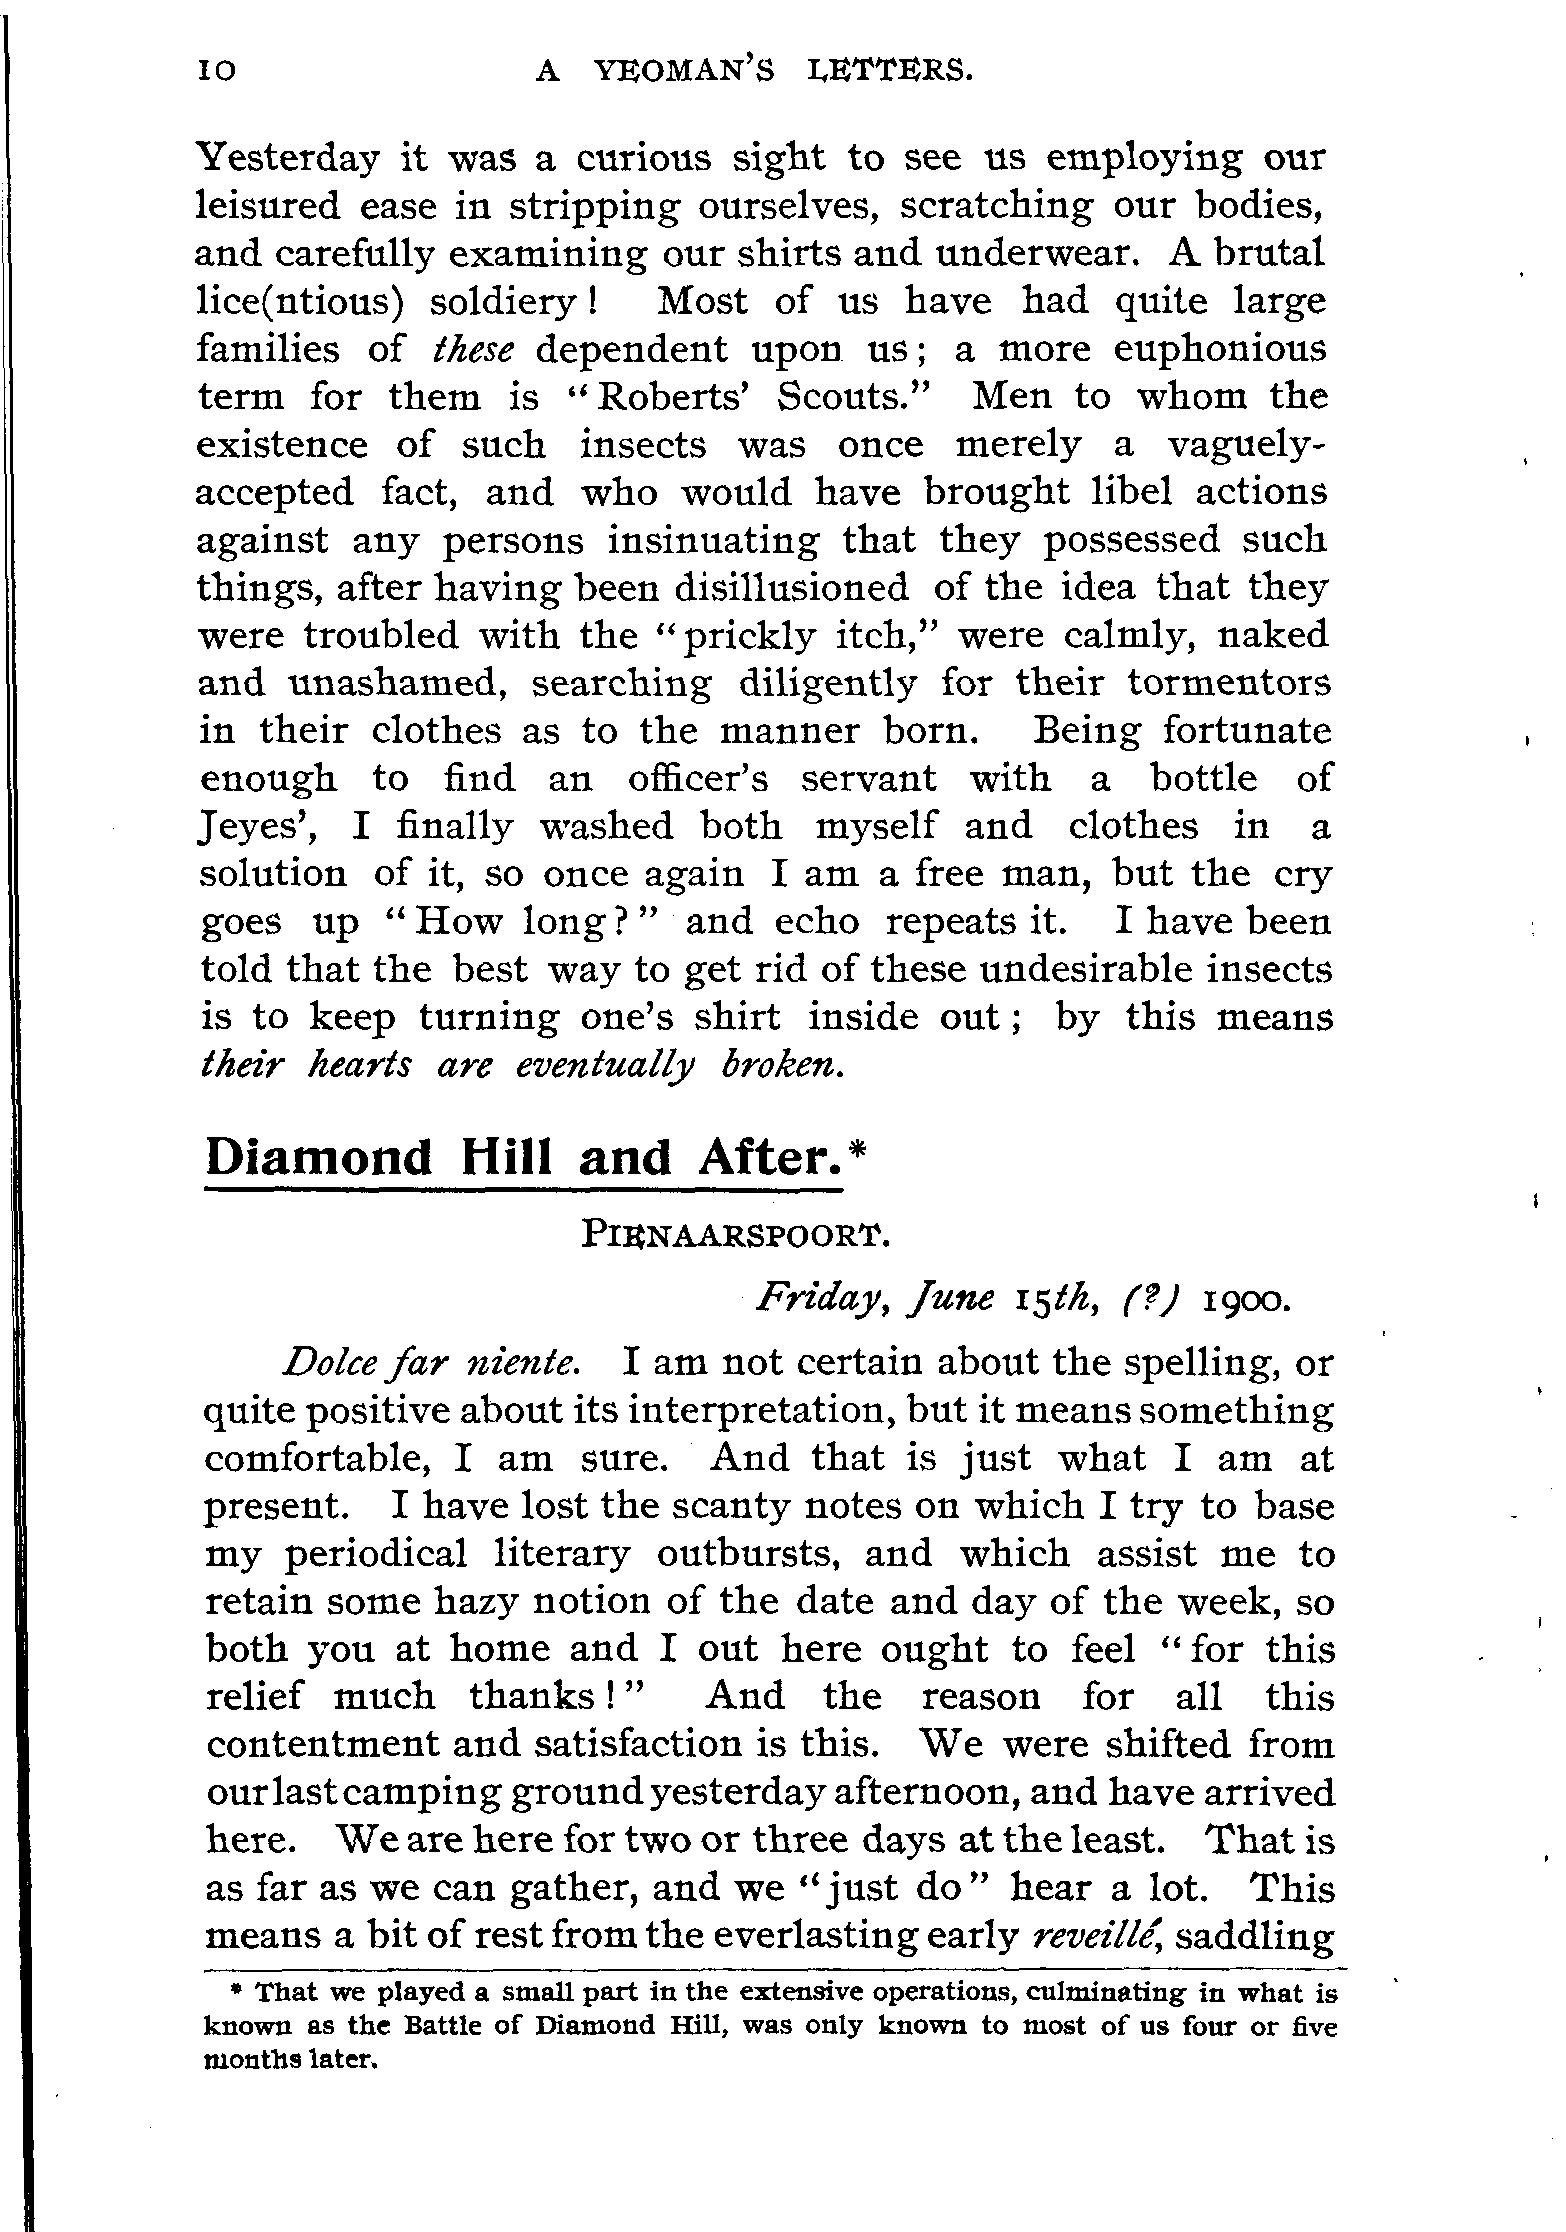 10 A YEOMAN'S LETTERS.
Yesterday it was a curious sight to see us employing our
leisured ease in stripping ourselves, scratching our bodies,
and carefully examining our shirts and underwear. A brutal
lice(ntious) soldiery! Most of us have had quite large
families of these dependent upon us; a more euphonious
term for them is "Roberts' Scouts." Men to whom the
existence of such insects was once merely a vaguely-
accepted fact, and who would have brought libel actions
against any persons insinuating that they possessed such
things, after having been disillusioned of the idea that they
were troubled with the "prickly itch," were calmly, naked
and unashamed, searching diligently for their tormentors
in their clothes as to the manner born. Being fortunate
enough to find an officer's servant with a bottle of
Jeyes', I finally washed both myself and clothes in a
solution of it, so once again I am a free man, but the cry
goes up "How long?" and echo repeats it. I have been
told that the best way to get rid of these undesirable insects
is to keep turning one's shirt inside out; by this means
their hearts are eventually broken.
Diamond Hill and After.*
PIENAARSPOORT.
Friday, June 15th, (?) 1900.
Dolce far niente. I am not certain about the spelling, or
quite positive about its interpretation, but it means something
comfortable, I am sure. And that is just what I am at
present. I have lost the scanty notes on which I try to base
my periodical literary outbursts, and which assist me to
retain some hazy notion of the date and day of the week, so
both you at home and I out here ought to feel "for this
relief much thanks!" And the reason for all this
contentment and satisfaction is this. We were shifted from
our last camping ground yesterday afternoon, and have arrived
here. We are here for two or three days at the least. That is
as far as we can gather, and we "just do" hear a lot. This
means a bit of rest from the everlasting early reveillé, saddling
* That we played a small part in the extensive operations, culminating in what is
known as the Battle of Diamond Hill, was only known to most of us four or five
months later.